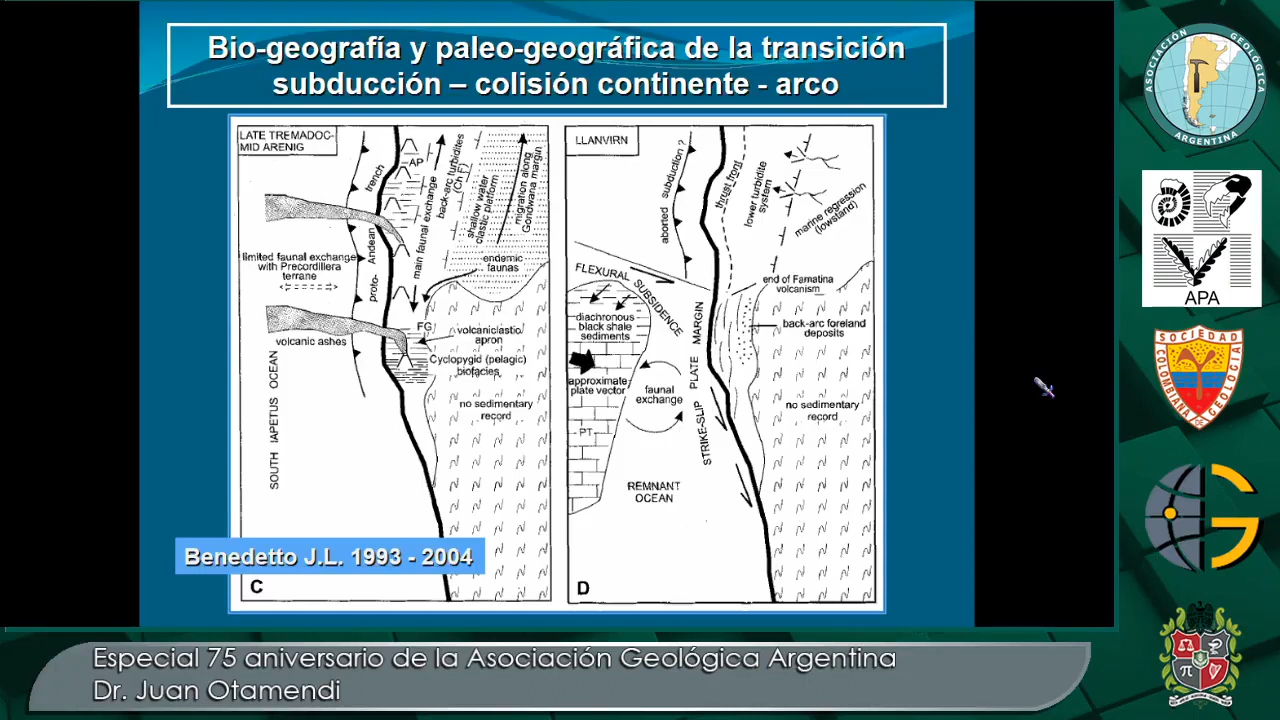 Bio-geografía y paleo-geográfica de la transición
subducción – colisión continente - arco
LATE TREMADOC-
MID ARENIG
trench
AP
main faunal exchange
back-arc turbidites
(Ch F)
shallow water
clastic platform
migration along
Gondwana margin
endemic
faunas
limited faunal exchange
with Precordillera
terrane
proto- Andean
volcanic ashes
FG
volcaniclastic
apron
Cyclopygid (pelagic)
biofacies
no sedimentary
record
SOUTH IAPETUS OCEAN
C
LLANVIRN
aborted subduction ?
thrust front
lower turbidite
system
marine regression
(lowstand)
FLEXURAL SUBSIDENCE
end of Famatina
volcanism
diachronous
black shale
sediments
back-arc foreland
deposits
approximate
plate vector
faunal
exchange
no sedimentary
record
PT
STRIKE-SLIP PLATE MARGIN
REMNANT
OCEAN
D
Benedetto J.L. 1993 - 2004
ASOCIACIÓN GEOLÓGICA
ARGENTINA
APA
SOCIEDAD
COLOMBIANA
DE
GEOLOGIA
Especial 75 aniversario de la Asociación Geológica Argentina
Dr. Juan Otamendi